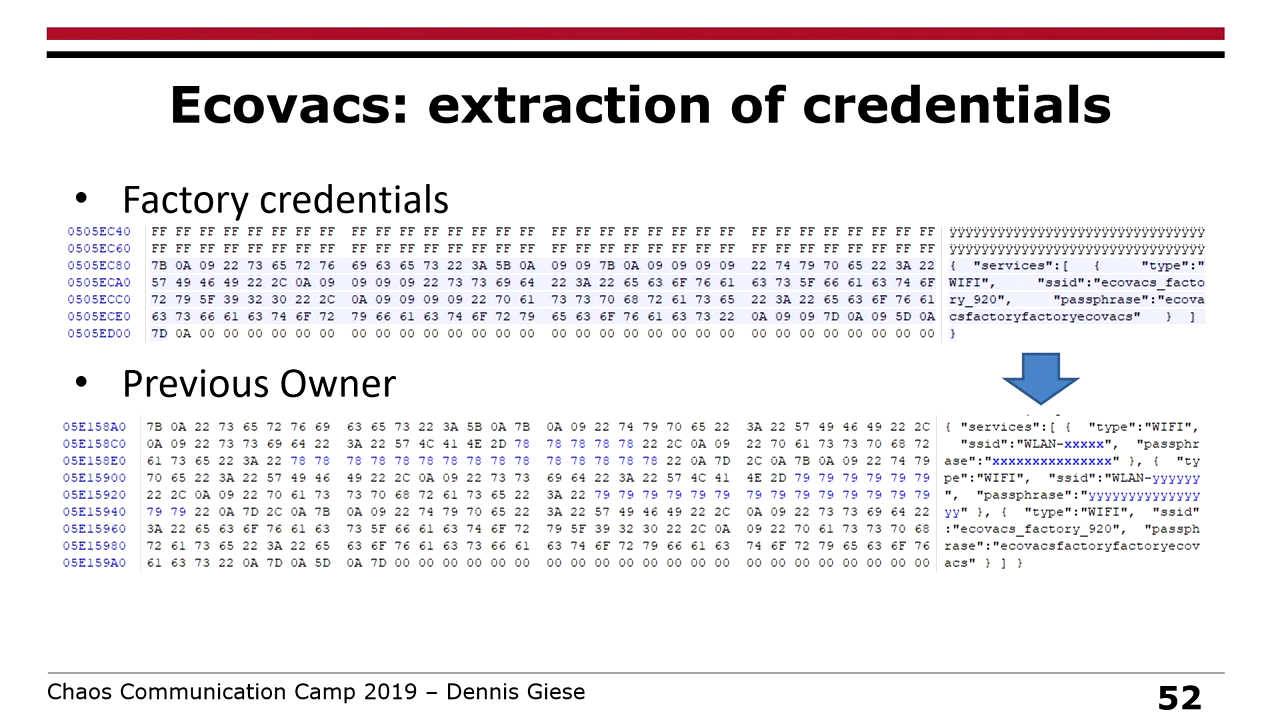 Ecovacs: extraction of credentials
• Factory credentials
0505EC40 FF FF FF FF FF FF FF FF FF FF FF FF FF FF FF FF FF FF FF FF FF FF FF FF FF FF FF FF FF FF FF FF ÿÿÿÿÿÿÿÿÿÿÿÿÿÿÿÿÿÿÿÿÿÿÿÿÿÿÿÿÿÿÿÿ
0505EC60 FF FF FF FF FF FF FF FF FF FF FF FF FF FF FF FF FF FF FF FF FF FF FF FF FF FF FF FF FF FF FF FF ÿÿÿÿÿÿÿÿÿÿÿÿÿÿÿÿÿÿÿÿÿÿÿÿÿÿÿÿÿÿÿÿ
0505EC80 7B 0A 09 22 73 65 72 76 69 63 65 73 22 3A 5B 0A 09 09 7B 0A 09 09 09 09 22 74 79 70 65 22 3A 22 { "services":[ { "type":"
0505ECA0 57 49 46 49 22 2C 0A 09 09 09 09 22 73 73 69 64 22 3A 22 65 63 6F 76 61 63 73 5F 66 61 63 74 6F WIFI", "ssid":"ecovacs_facto
0505ECC0 72 79 5F 39 32 30 22 2C 0A 09 09 09 09 22 70 61 73 73 70 68 72 61 73 65 22 3A 22 65 63 6F 76 61 ry_920", "passphrase":"ecova
0505ECE0 63 73 66 61 63 74 6F 72 79 66 61 63 74 6F 72 79 65 63 6F 76 61 63 73 22 0A 09 09 7D 0A 09 5D 0A csfactoryfactoryecovacs" } ]
0505ED00 7D 0A 00 00 00 00 00 00 00 00 00 00 00 00 00 00 00 00 00 00 00 00 00 00 00 00 00 00 00 00 00 00 }
• Previous Owner
05E158A0 7B 0A 22 73 65 72 76 69 63 65 73 22 3A 5B 0A 7B 0A 09 22 74 79 70 65 22 3A 22 57 49 46 49 22 2C { "services":[ { "type":"WIFI",
05E158C0 0A 09 22 73 73 69 64 22 3A 22 57 4C 41 4E 2D 78 78 78 78 78 22 2C 0A 09 22 70 61 73 73 70 68 72 "ssid":"WLAN-xxxxx", "passphr
05E158E0 61 73 65 22 3A 22 78 78 78 78 78 78 78 78 78 78 78 78 78 78 78 22 0A 7D 2C 0A 7B 0A 09 22 74 79 ase":"xxxxxxxxxxxxxxx" }, { "ty
05E15900 70 65 22 3A 22 57 49 46 49 22 2C 0A 09 22 73 73 69 64 22 3A 22 57 4C 41 4E 2D 79 79 79 79 79 79 pe":"WIFI", "ssid":"WLAN-yyyyyy
05E15920 22 2C 0A 09 22 70 61 73 73 70 68 72 61 73 65 22 3A 22 79 79 79 79 79 79 79 79 79 79 79 79 79 79 ", "passphrase":"yyyyyyyyyyyyyy
05E15940 79 79 22 0A 7D 2C 0A 7B 0A 09 22 74 79 70 65 22 3A 22 57 49 46 49 22 2C 0A 09 22 73 73 69 64 22 yy" }, { "type":"WIFI", "ssid"
05E15960 3A 22 65 63 6F 76 61 63 73 5F 66 61 63 74 6F 72 79 5F 39 32 30 22 2C 0A 09 22 70 61 73 73 70 68 :"ecovacs_factory_920", "passph
05E15980 72 61 73 65 22 3A 22 65 63 6F 76 61 63 73 66 61 63 74 6F 72 79 66 61 63 74 6F 72 79 65 63 6F 76 rase":"ecovacsfactoryfactoryecov
05E159A0 61 63 73 22 0A 7D 0A 5D 0A 7D 00 00 00 00 00 00 00 00 00 00 00 00 00 00 00 00 00 00 00 00 00 00 acs" } ] }
Chaos Communication Camp 2019 – Dennis Giese
52